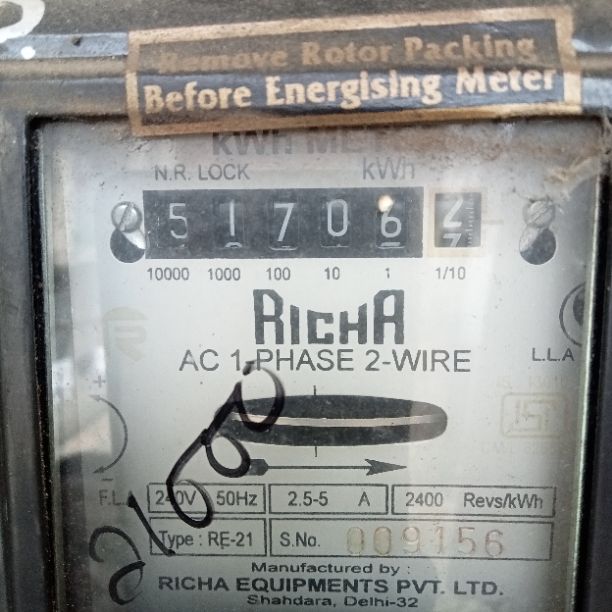 Remove Rotor Packing
Before Energising Meter
N.R. LOCK kWh
5 1 7 0 6
10000 1000 100 10 1 1/10
RICHA
AC 1-PHASE 2-WIRE
L.L.A
+
-
F.L. 240V 50Hz 2.5-5 A 2400 Revs/kWh
Type : RE-21 S.No. 009156
Manufactured by :
RICHA EQUIPMENTS PVT. LTD.
Shahdara, Delhi-32